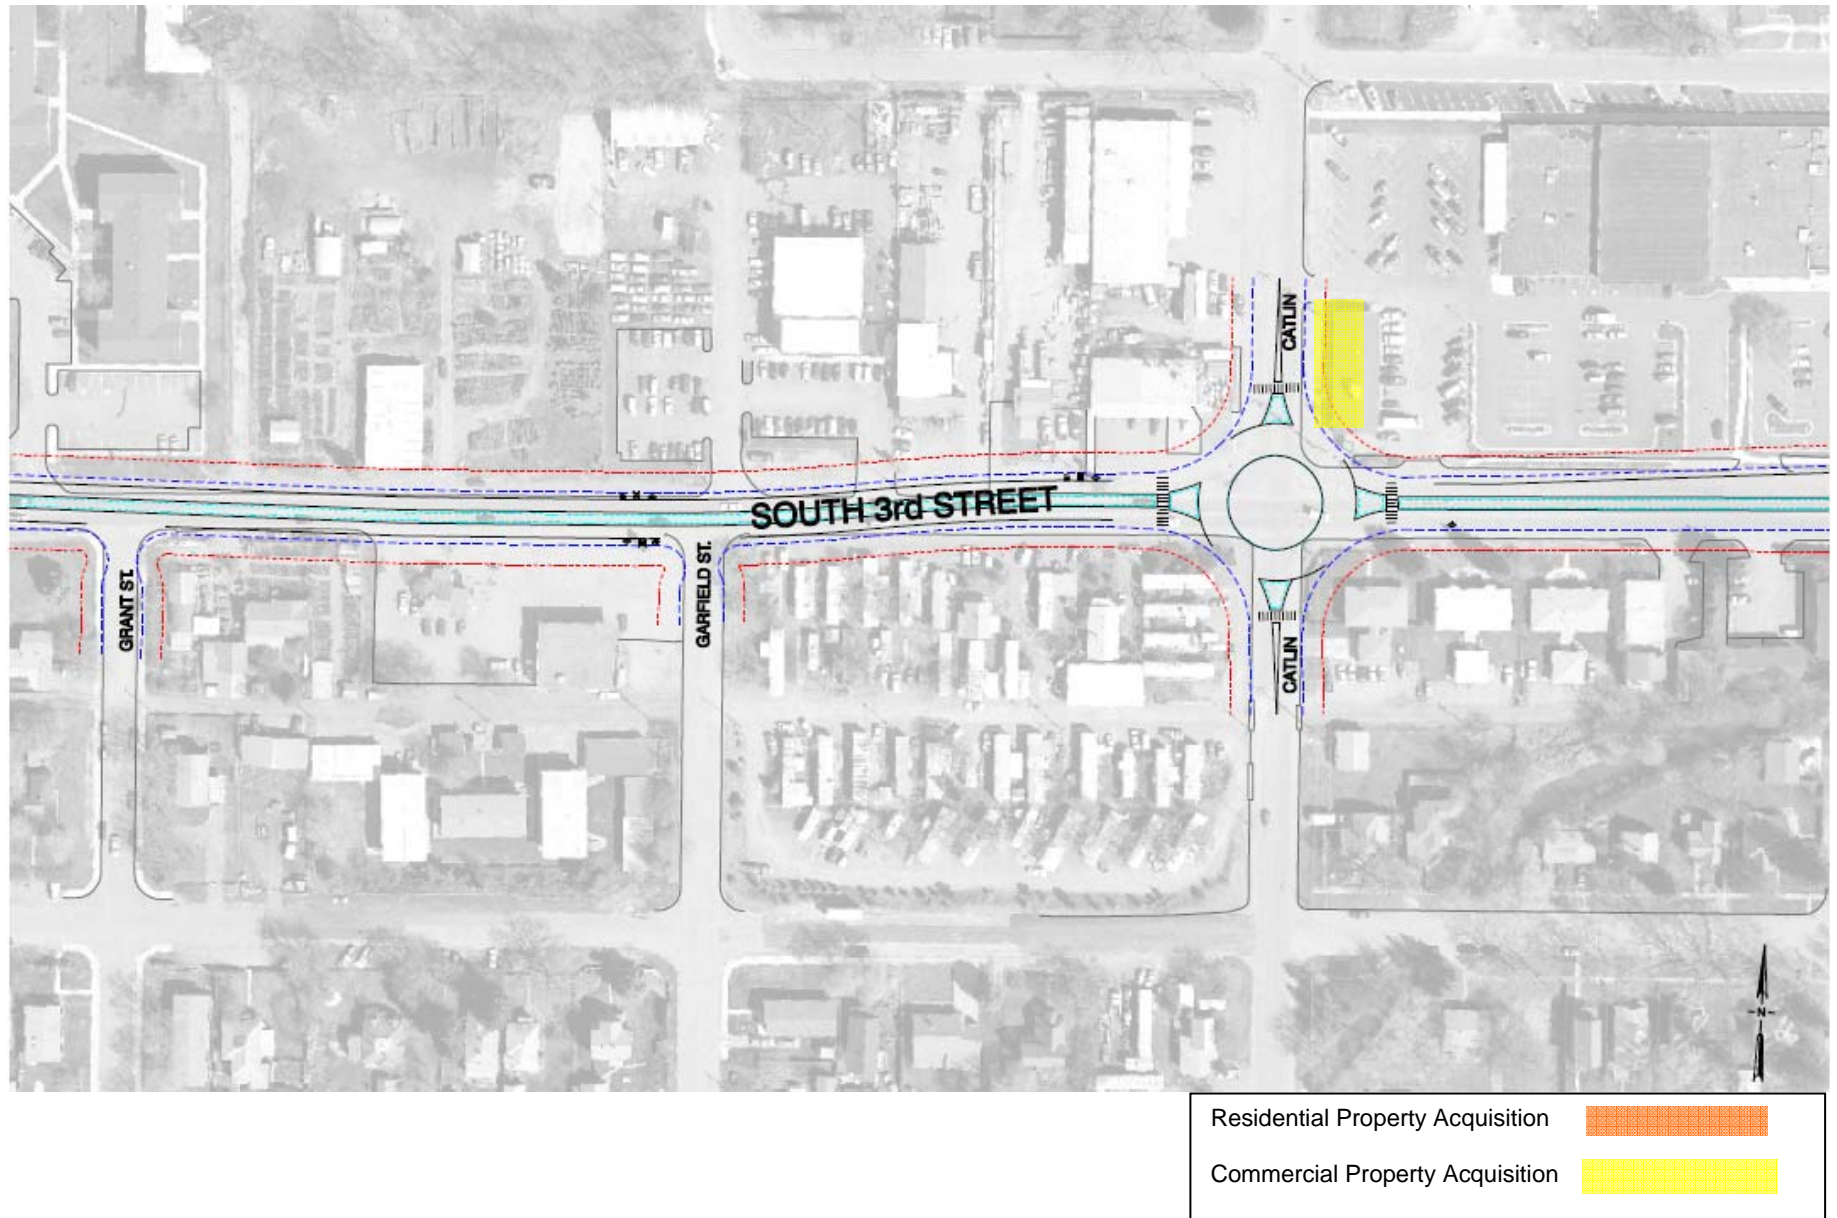 CATLIN
SOUTH 3rd STREET
GRANT ST.
GARFIELD ST.
CATLIN
N
Residential Property Acquisition
Commercial Property Acquisition